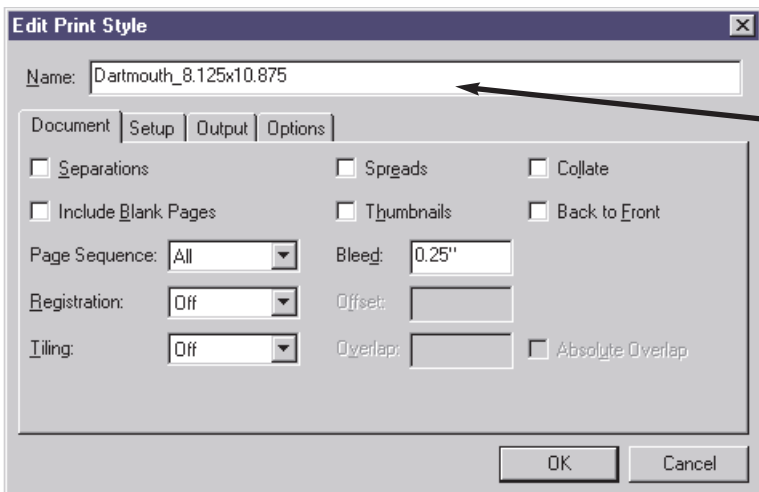 Edit Print Style
Name: Dartmouth_8.125x10.875
Document Setup Output Options
Separations Spreads Collate
Include Blank Pages Thumbnails Back to Front
Page Sequence: All Bleed: 0.25"
Registration: Off Offset:
Tiling: Off Overlap: Absolute Overlap
OK Cancel